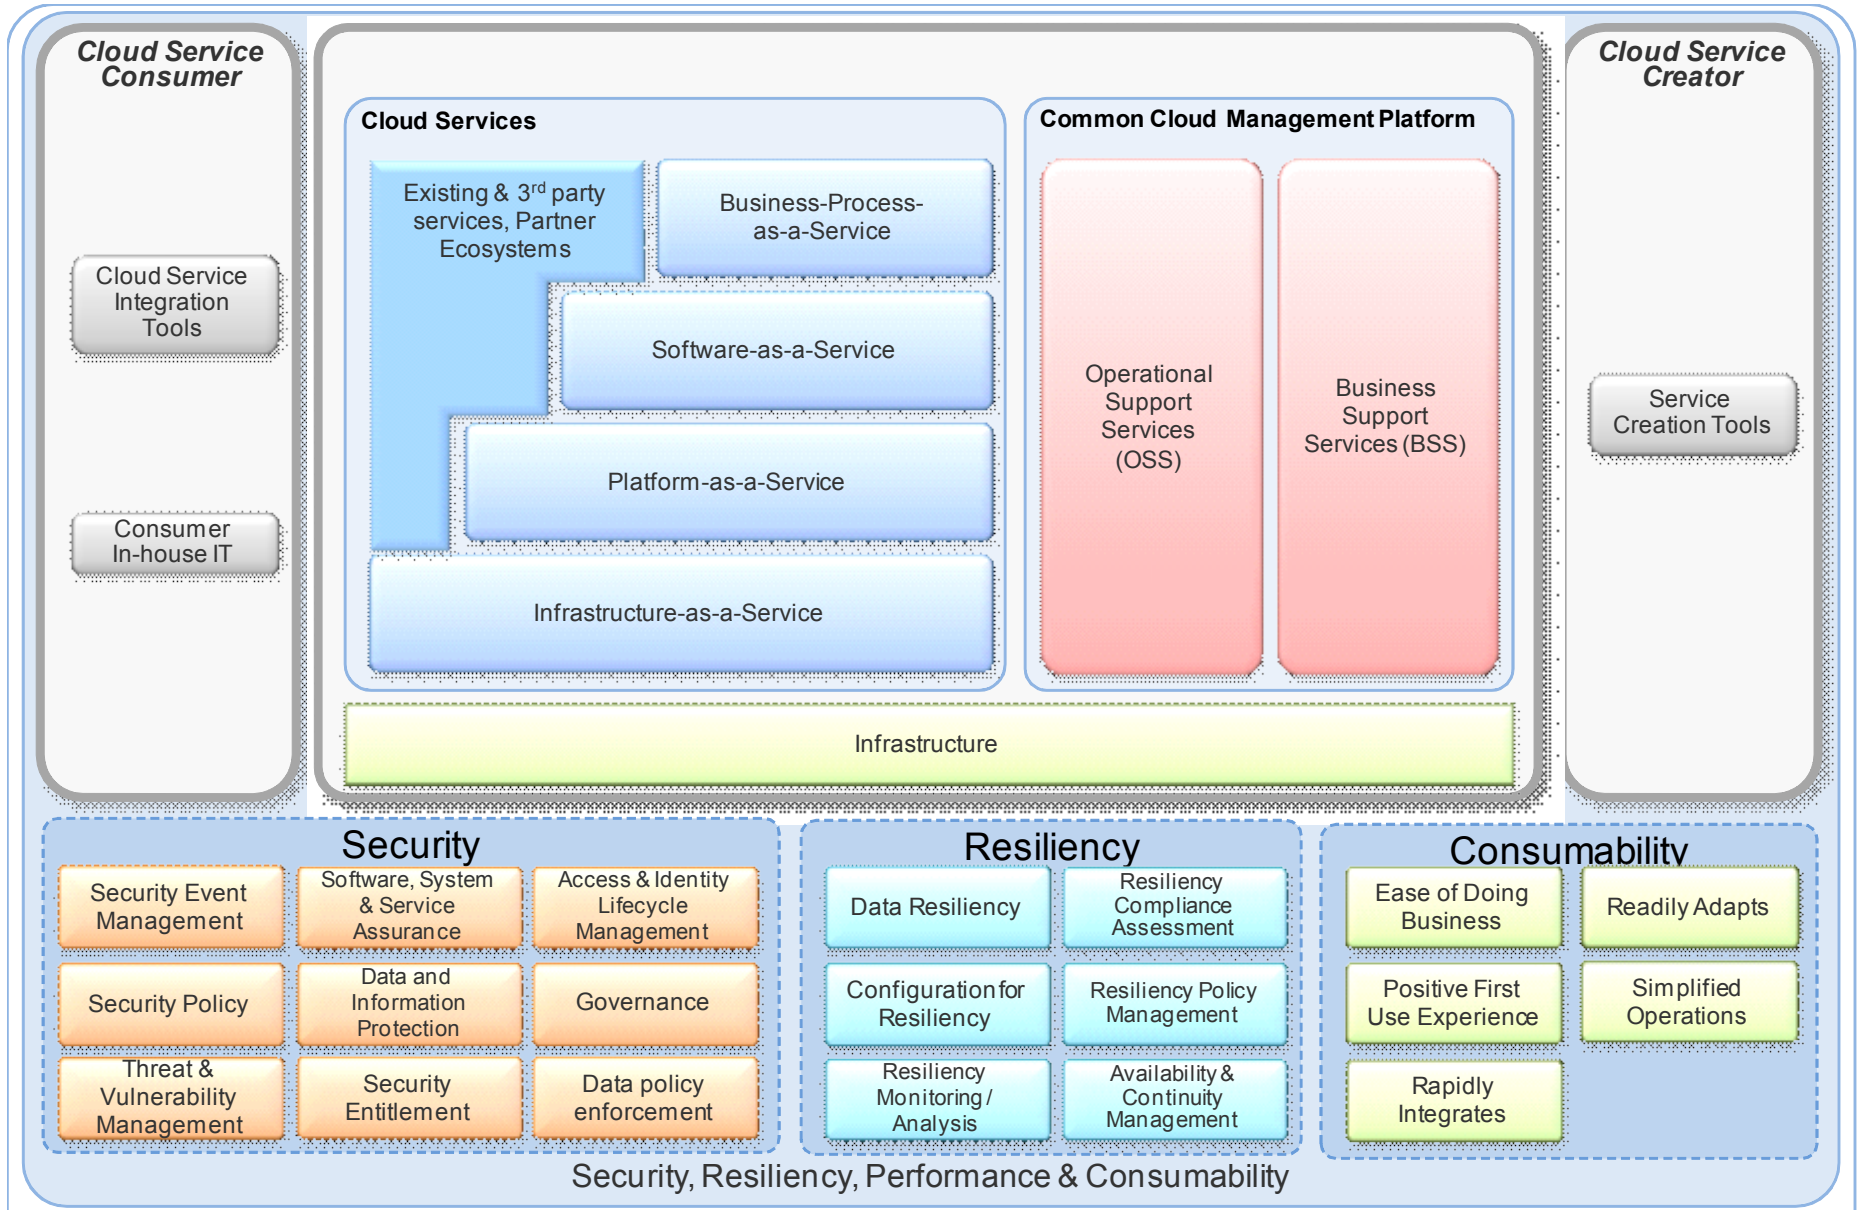 Cloud Service
Consumer
Cloud Service
Integration
Tools
Consumer
In-house IT
Cloud Services
Existing & 3rd party
services, Partner
Ecosystems
Business-Process-
as-a-Service
Software-as-a-Service
Platform-as-a-Service
Infrastructure-as-a-Service
Common Cloud Management Platform
Operational
Support
Services
(OSS)
Business
Support
Services (BSS)
Infrastructure
Cloud Service
Creator
Service
Creation Tools
Security
Security Event
Management
Software, System
& Service
Assurance
Access & Identity
Lifecycle
Management
Security Policy
Data and
Information
Protection
Governance
Threat &
Vulnerability
Management
Security
Entitlement
Data policy
enforcement
Resiliency
Data Resiliency
Resiliency
Compliance
Assessment
Configuration for
Resiliency
Resiliency Policy
Management
Resiliency
Monitoring /
Analysis
Availability &
Continuity
Management
Consumability
Ease of Doing
Business
Readily Adapts
Positive First
Use Experience
Simplified
Operations
Rapidly
Integrates
Security, Resiliency, Performance & Consumability